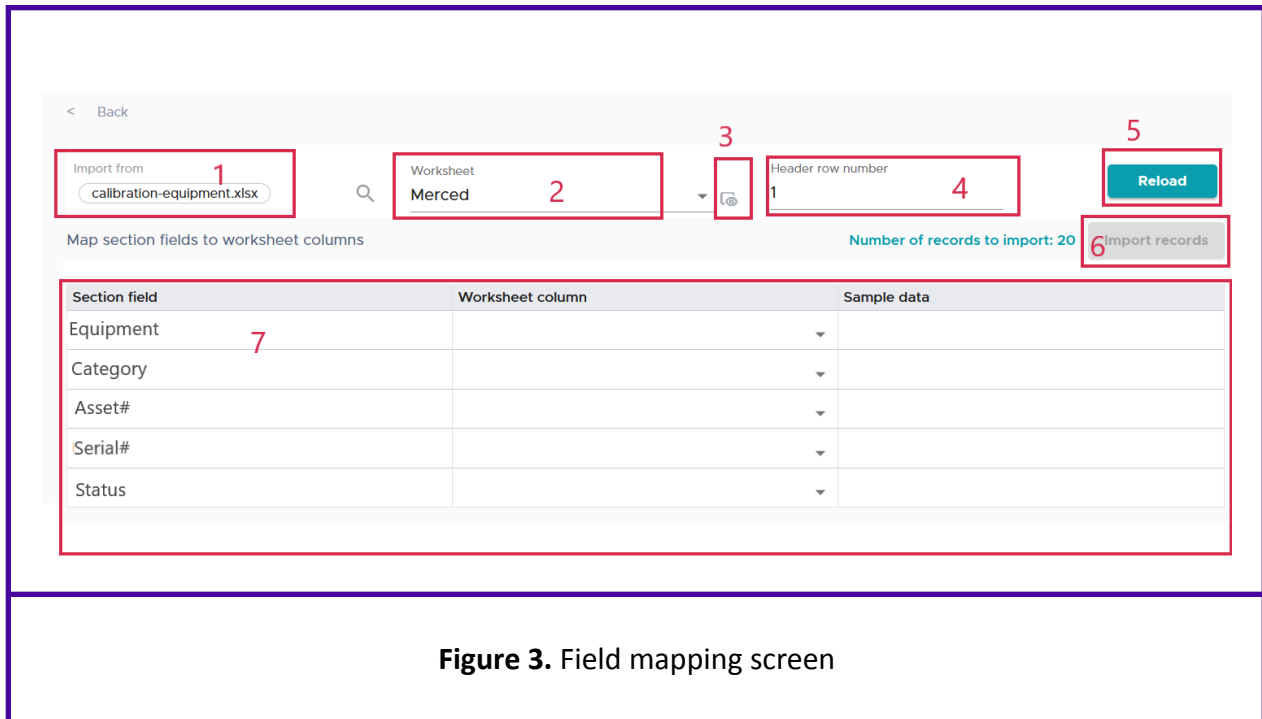 < Back
3
5
Import from
1
calibration-equipment.xlsx
Worksheet
Merced
2
Header row number
1
4
Reload
Map section fields to worksheet columns
Number of records to import: 20
6
Import records
Section field Worksheet column Sample data
Equipment
7
Category
Asset#
Serial#
Status
Figure 3. Field mapping screen